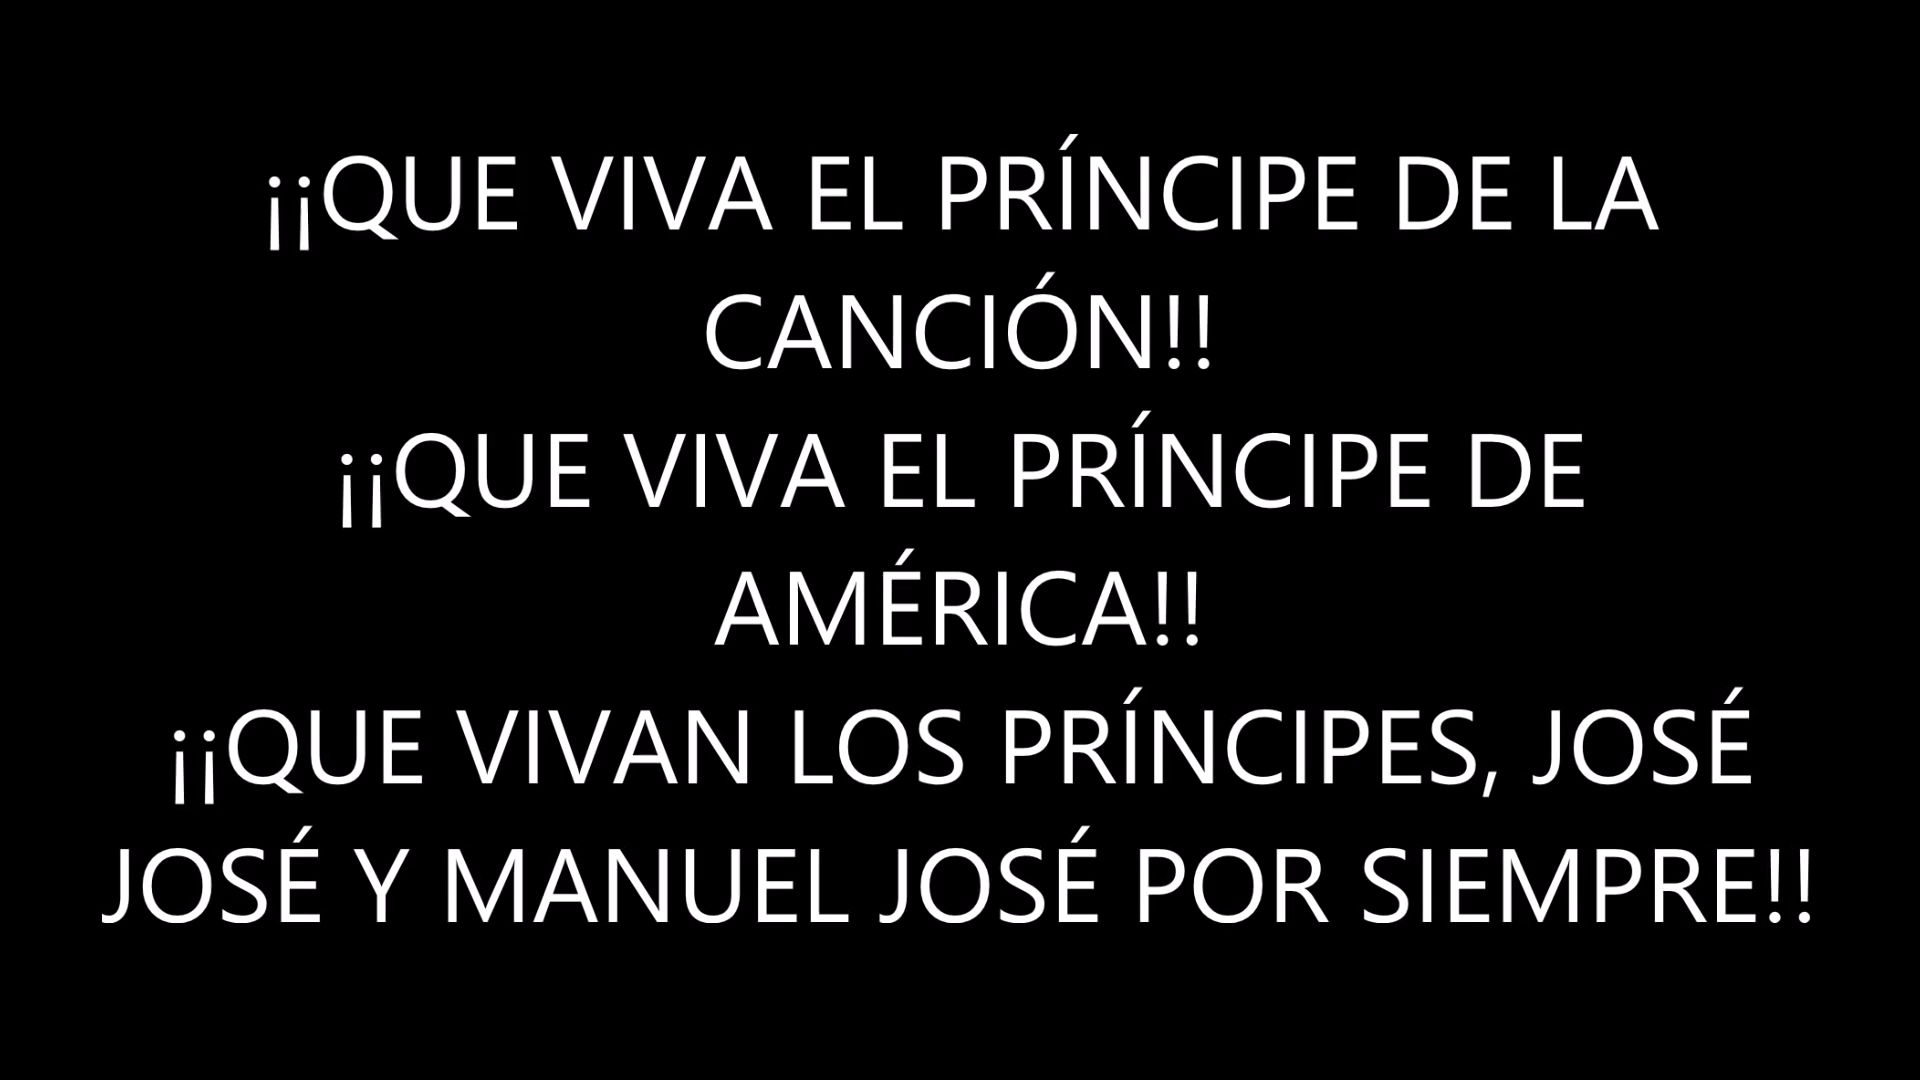 ¡¡QUE VIVA EL PRÍNCIPE DE LA
CANCIÓN!!
¡¡QUE VIVA EL PRÍNCIPE DE
AMÉRICA!!
¡¡QUE VIVAN LOS PRÍNCIPES, JOSÉ
JOSÉ Y MANUEL JOSÉ POR SIEMPRE!!